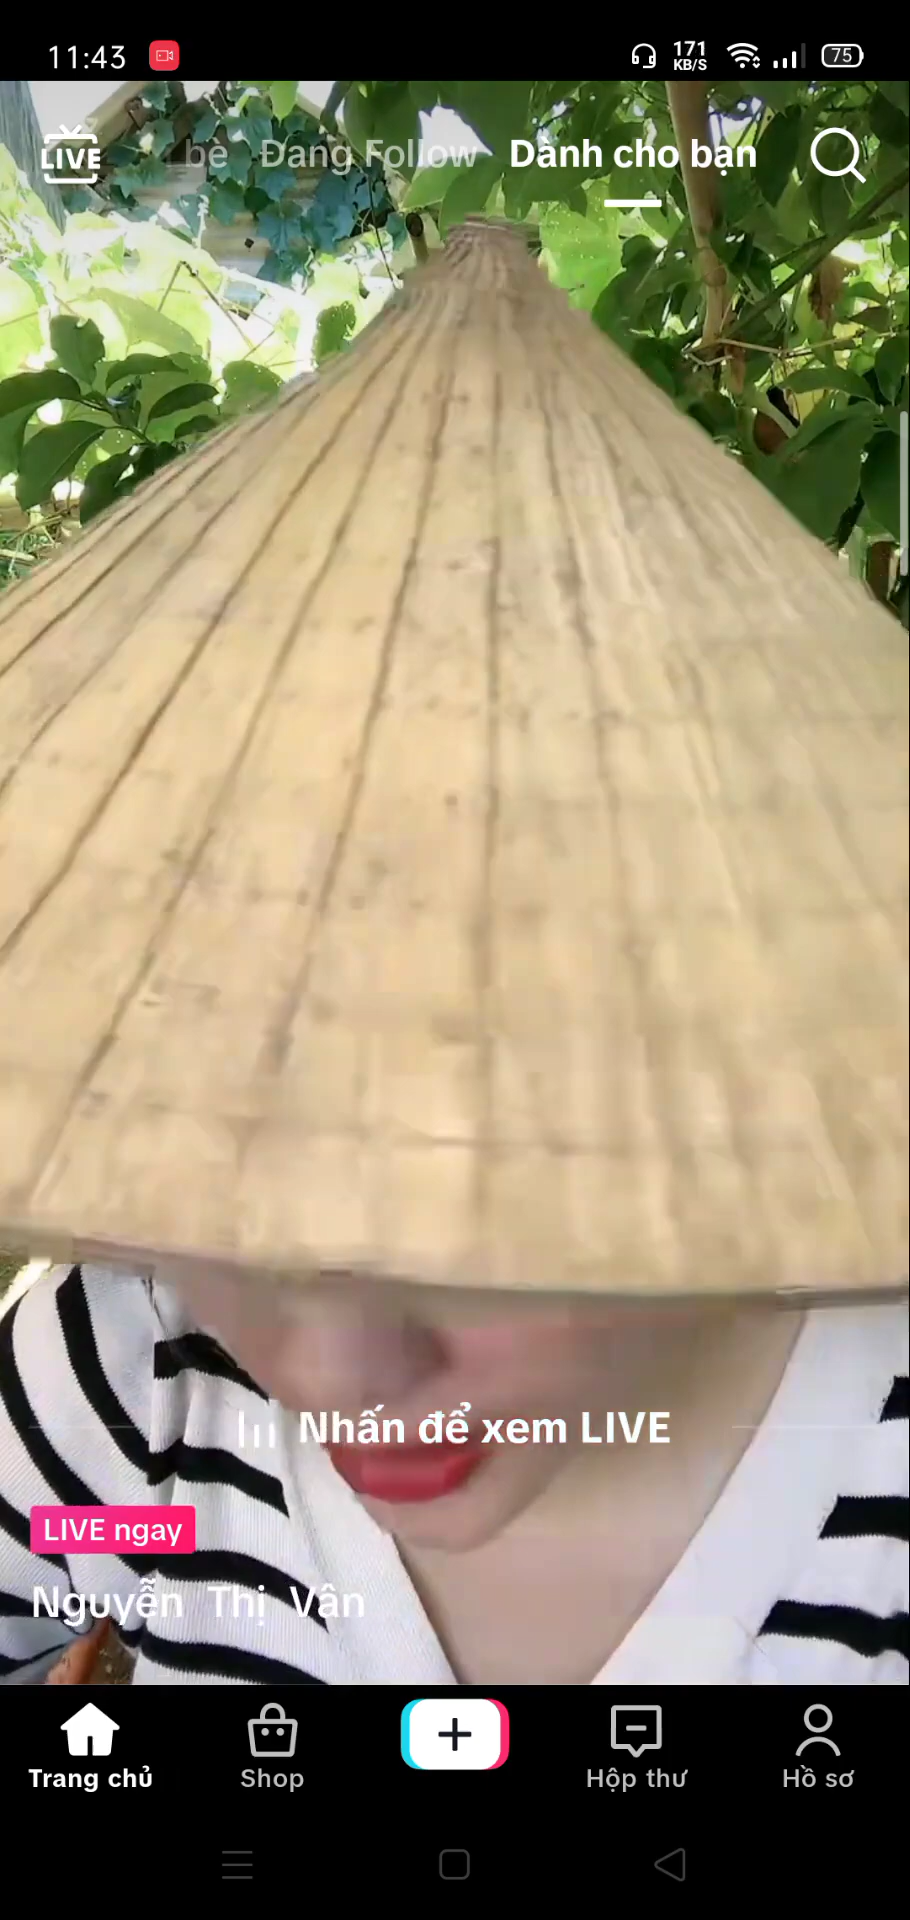 11:43 171 KB/S 75
LIVE bè Đang Follow Dành cho bạn
Nhấn để xem LIVE
LIVE ngay
Nguyễn Thị Vân
Trang chủ Shop Hộp thư Hồ sơ